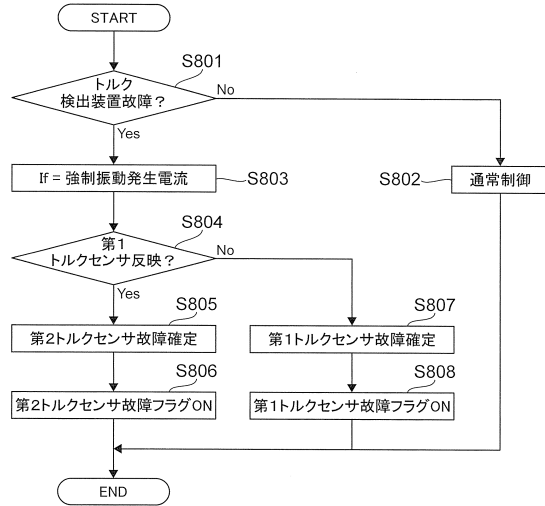 START
S801
トルク
検出装置故障?
No
Yes
If = 強制振動発生電流
S803
S802
通常制御
S804
第1
トルクセンサ反映?
No
Yes
S805
第2トルクセンサ故障確定
S807
第1トルクセンサ故障確定
S806
第2トルクセンサ故障フラグON
S808
第1トルクセンサ故障フラグON
END